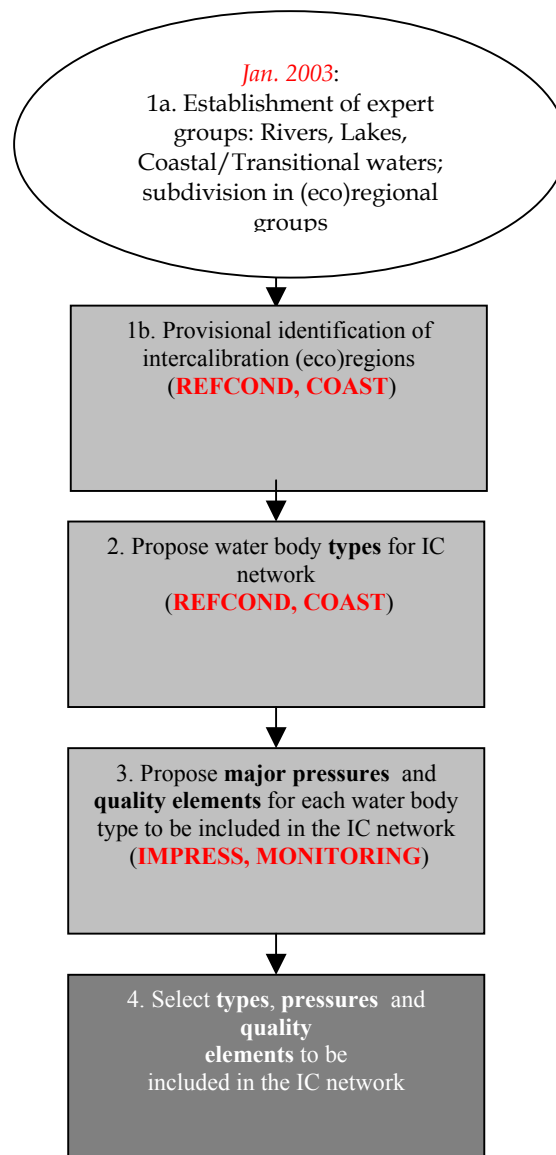 Jan. 2003:
1a. Establishment of expert
groups: Rivers, Lakes,
Coastal/Transitional waters;
subdivision in (eco)regional
groups
1b. Provisional identification of
intercalibration (eco)regions
(REFCOND, COAST)
2. Propose water body types for IC
network
(REFCOND, COAST)
3. Propose major pressures and
quality elements for each water body
type to be included in the IC network
(IMPRESS, MONITORING)
4. Select types, pressures and
quality
elements to be
included in the IC network